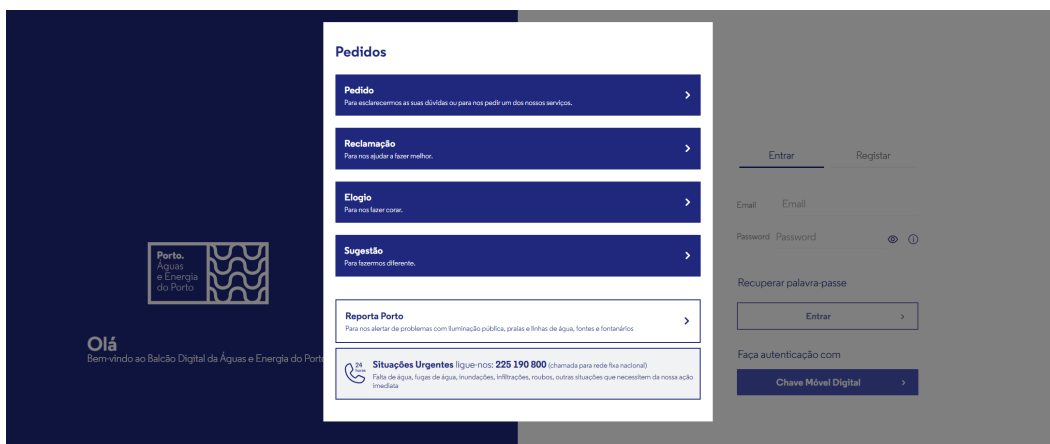 Pedidos
Pedido
Para esclarecermos as suas dúvidas ou para nos pedir um dos nossos serviços.
Reclamação
Para nos ajudar a fazer melhor.
Elogio
Para nos fazer corar.
Sugestão
Para fazermos diferente.
Reporta Porto
Para nos alertar de problemas com iluminação pública, praias e linhas de água, fontes e fontanários
24 horas
Situações Urgentes ligue-nos: 225 190 800 (chamada para rede fixa nacional)
Falta de água, fugas de água, inundações, infiltrações, roubos, outras situações que necessitem da nossa ação
imediata
Porto.
Águas
e Energia
do Porto
Olá
Bem-vindo ao Balcão Digital da Águas e Energia do Porto
Entrar Registar
Email Email
Password Password
Recuperar palavra-passe
Entrar
Faça autenticação com
Chave Móvel Digital